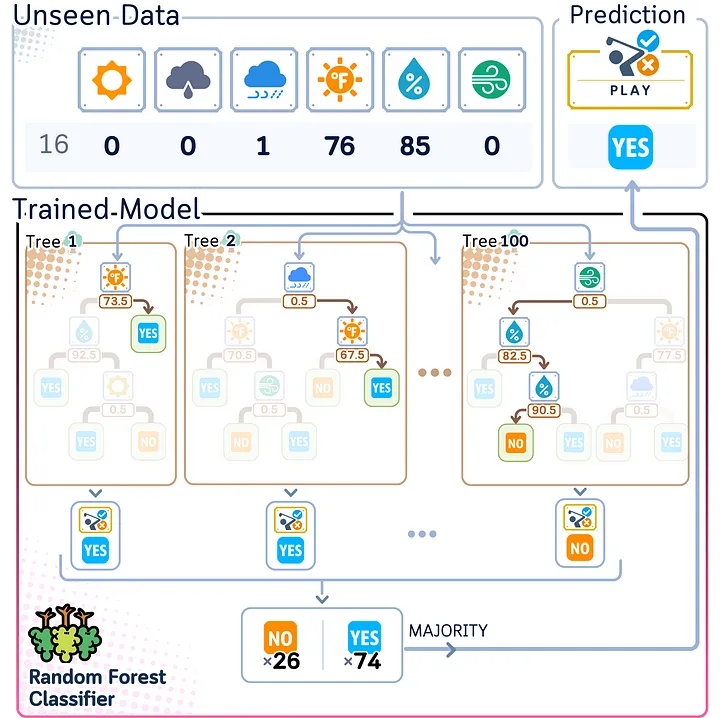 Unseen Data
Prediction
°F
%
PLAY
16 0 0 1 76 85 0
YES
Trained Model
Tree 1
Tree 2
Tree 100
°F
73.5
YES
%
92.5
YES
0.5
YES
NO
0.5
°F
70.5
°F
67.5
YES
0.5
NO
YES
NO
YES
0.5
%
82.5
°F
77.5
YES
%
90.5
0.5
YES
NO
YES
NO
YES
YES
YES
NO
NO
×26
YES
×74
MAJORITY
Random Forest
Classifier